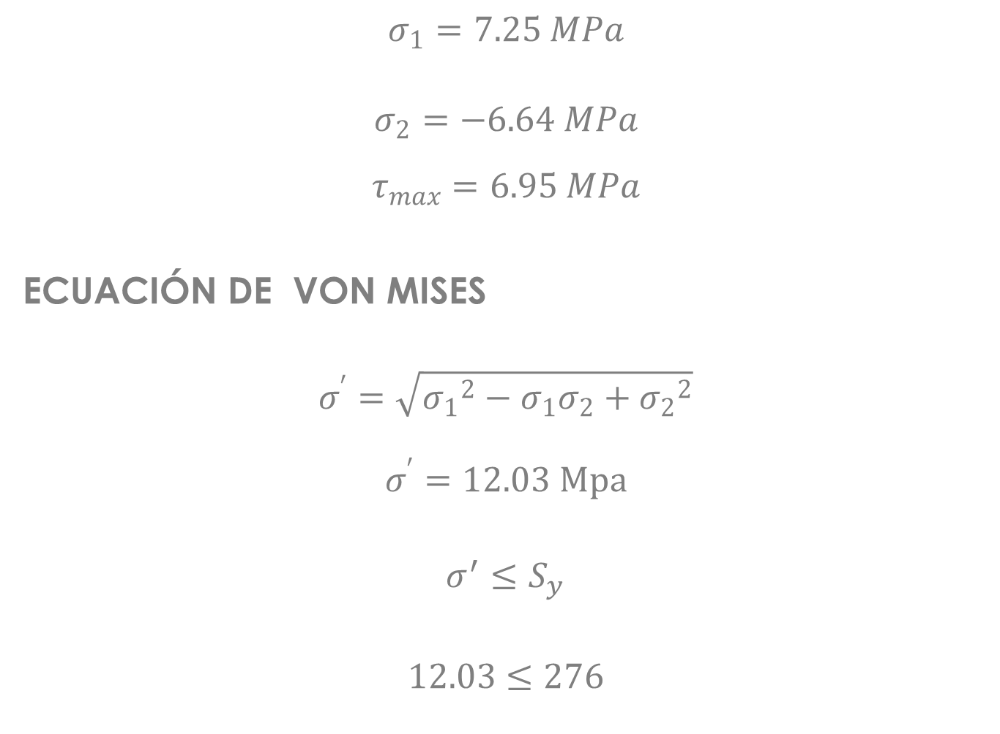 σ₁ = 7.25 MPa
σ₂ = −6.64 MPa
τₘₐₓ = 6.95 MPa
ECUACIÓN DE VON MISES
σ′ = √(σ₁² − σ₁σ₂ + σ₂²)
σ′ = 12.03 Mpa
σ′ ≤ S_y
12.03 ≤ 276